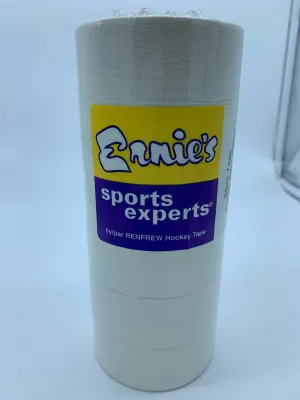 Ernie's
sports
experts®
by/par RENFREW Hockey Tape